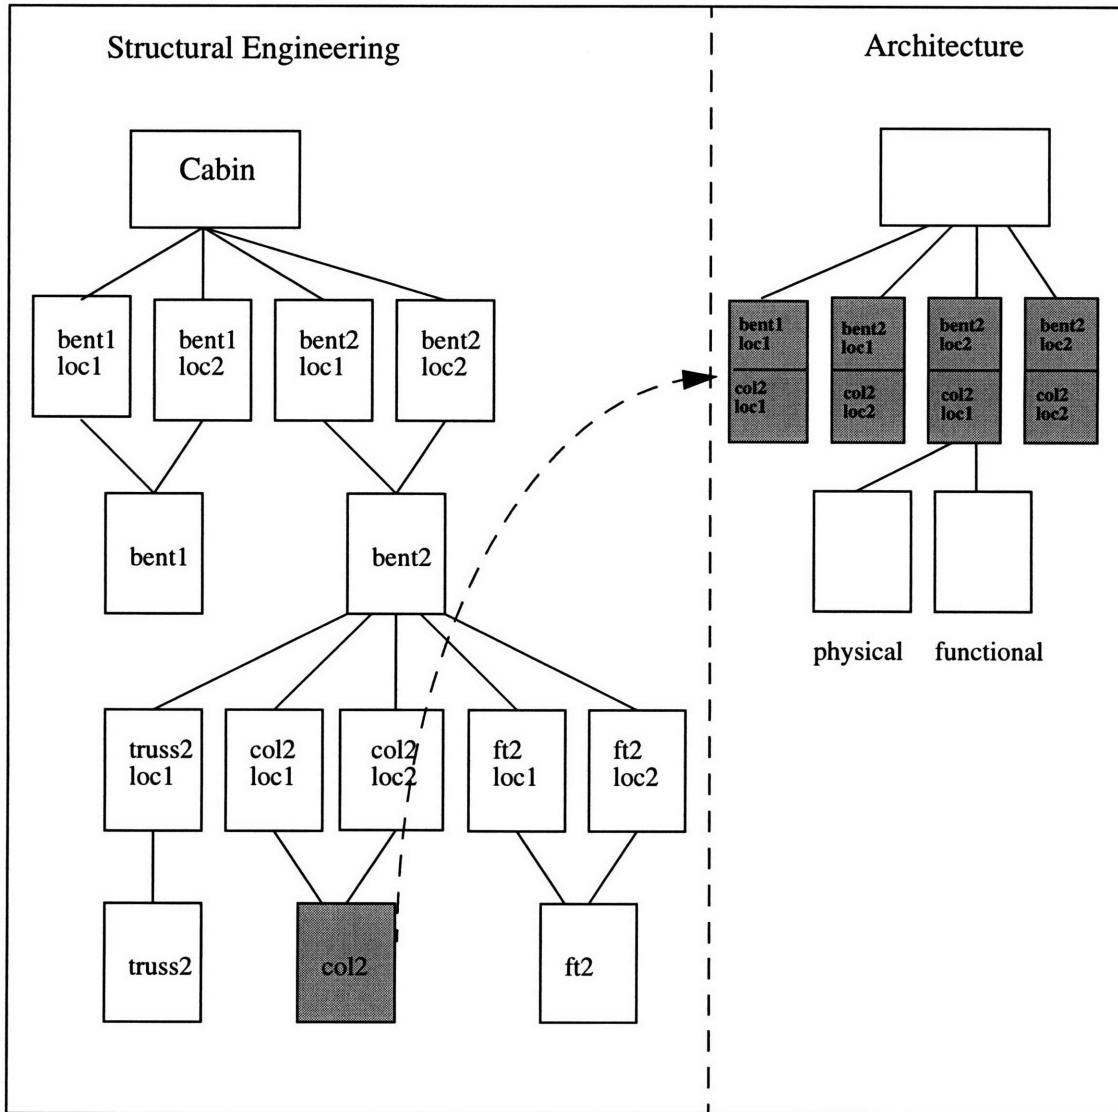 Structural Engineering
Architecture
Cabin
bent1
loc1
bent1
loc2
bent2
loc1
bent2
loc2
bent1
loc1
col2
loc1
bent2
loc1
col2
loc2
bent2
loc2
col2
loc1
bent2
loc2
col2
loc2
bent1
bent2
physical
functional
truss2
loc1
col2
loc1
col2
loc2
ft2
loc1
ft2
loc2
truss2
col2
ft2